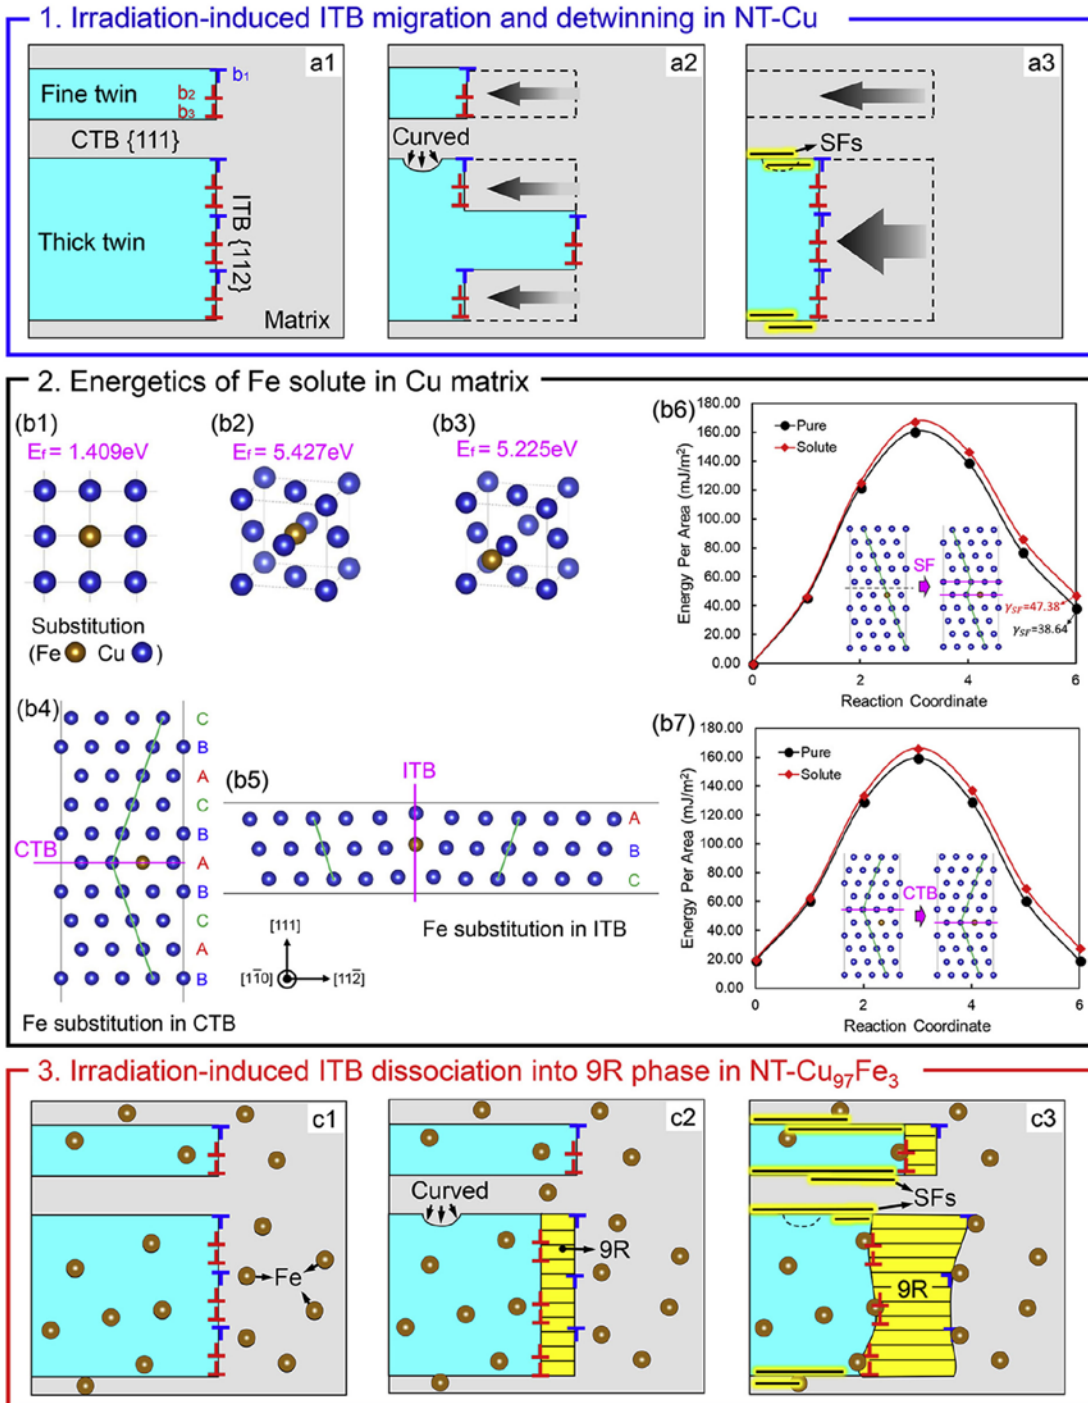 1. Irradiation-induced ITB migration and detwinning in NT-Cu
a1
Fine twin
b₁
b₂
b₃
CTB {111}
Thick twin
ITB {112}
Matrix
a2
Curved
a3
SFs
2. Energetics of Fe solute in Cu matrix
(b1)
E_f = 1.409eV
(b2)
E_f = 5.427eV
(b3)
E_f = 5.225eV
Substitution
(Fe Cu )
(b4)
C
B
A
C
B
CTB A
B
C
A
B
Fe substitution in CTB
(b5)
ITB
A
B
C
Fe substitution in ITB
[111]
[11̄0] [112̄]
(b6)
180.00
160.00
140.00
120.00
100.00
80.00
60.00
40.00
20.00
0.00
Energy Per Area (mJ/m²)
Pure
Solute
SF
γSF=47.38
γSF=38.64
0 2 4 6
Reaction Coordinate
(b7)
180.00
160.00
140.00
120.00
100.00
80.00
60.00
40.00
20.00
0.00
Energy Per Area (mJ/m²)
Pure
Solute
CTB
0 2 4 6
Reaction Coordinate
3. Irradiation-induced ITB dissociation into 9R phase in NT-Cu₉₇Fe₃
c1
Fe
c2
Curved
9R
c3
SFs
9R